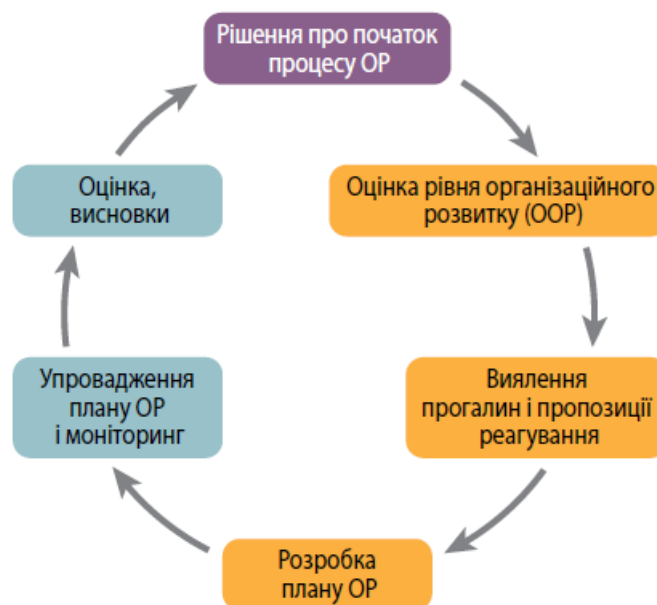 Рішення про початок
процесу ОР
Оцінка рівня організаційного
розвитку (ООР)
Виялення
прогалин і пропозиції
реагування
Розробка
плану ОР
Упровадження
плану ОР
і моніторинг
Оцінка,
висновки